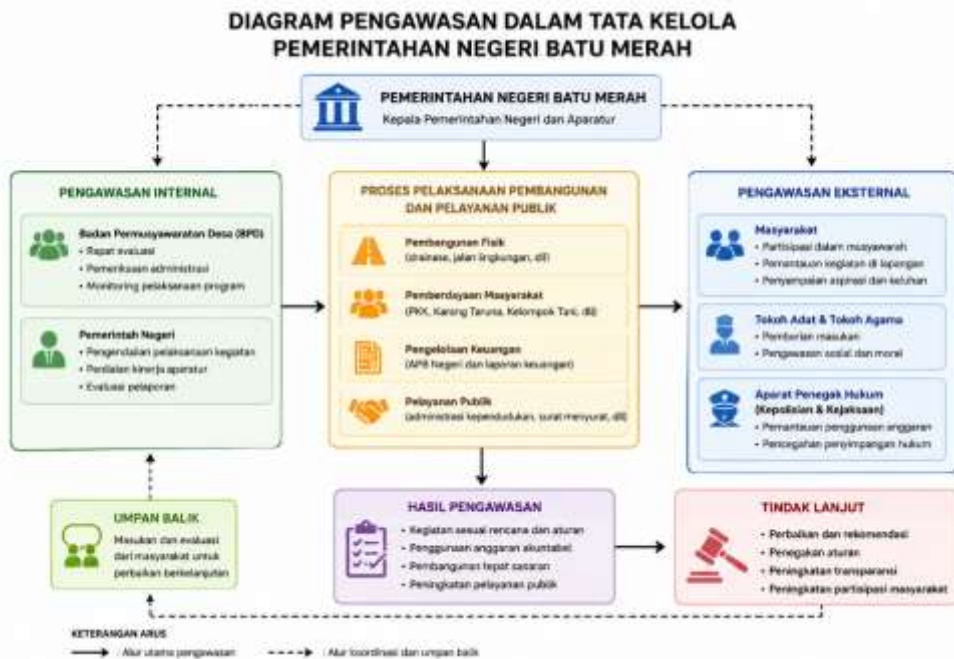 DIAGRAM PENGAWASAN DALAM TATA KELOLA
PEMERINTAHAN NEGERI BATU MERAH
PEMERINTAHAN NEGERI BATU MERAH
Kepala Pemerintahan Negeri dan Aparatur
PENGAWASAN INTERNAL
Badan Permusyawaratan Desa (BPD)
• Rapat evaluasi
• Pemeriksaan administrasi
• Monitoring pelaksanaan program
Pemerintah Negeri
• Pengendalian pelaksanaan kegiatan
• Penilaian kinerja aparatur
• Evaluasi pelaporan
PROSES PELAKSANAAN PEMBANGUNAN
DAN PELAYANAN PUBLIK
Pembangunan Fisik
(drainase, jalan lingkungan, dll)
Pemberdayaan Masyarakat
(PKK, Karang Taruna, Kelompok Tani, dll)
Pengelolaan Keuangan
(APB Negeri dan laporan keuangan)
Pelayanan Publik
(administrasi kependudukan, surat menyurat, dll)
PENGAWASAN EKSTERNAL
Masyarakat
• Partisipasi dalam musyawarah
• Pemantauan kegiatan di lapangan
• Penyampaian aspirasi dan keluhan
Tokoh Adat & Tokoh Agama
• Pemberian masukan
• Pengawasan sosial dan moral
Aparat Penegak Hukum
(Kepolisian & Kejaksaan)
• Pemantauan penggunaan anggaran
• Pencegahan penyimpangan hukum
UMPAN BALIK
Masukan dan evaluasi
dari masyarakat untuk
perbaikan berkelanjutan
HASIL PENGAWASAN
• Kegiatan sesuai rencana dan aturan
• Penggunaan anggaran akuntabel
• Pembangunan tepat sasaran
• Peningkatan pelayanan publik
TINDAK LANJUT
• Perbaikan dan rekomendasi
• Penegakan aturan
• Peningkatan transparansi
• Peningkatan partisipasi masyarakat
KETERANGAN ARUS
: Alur utama pengawasan
: Alur koordinasi dan umpan balik